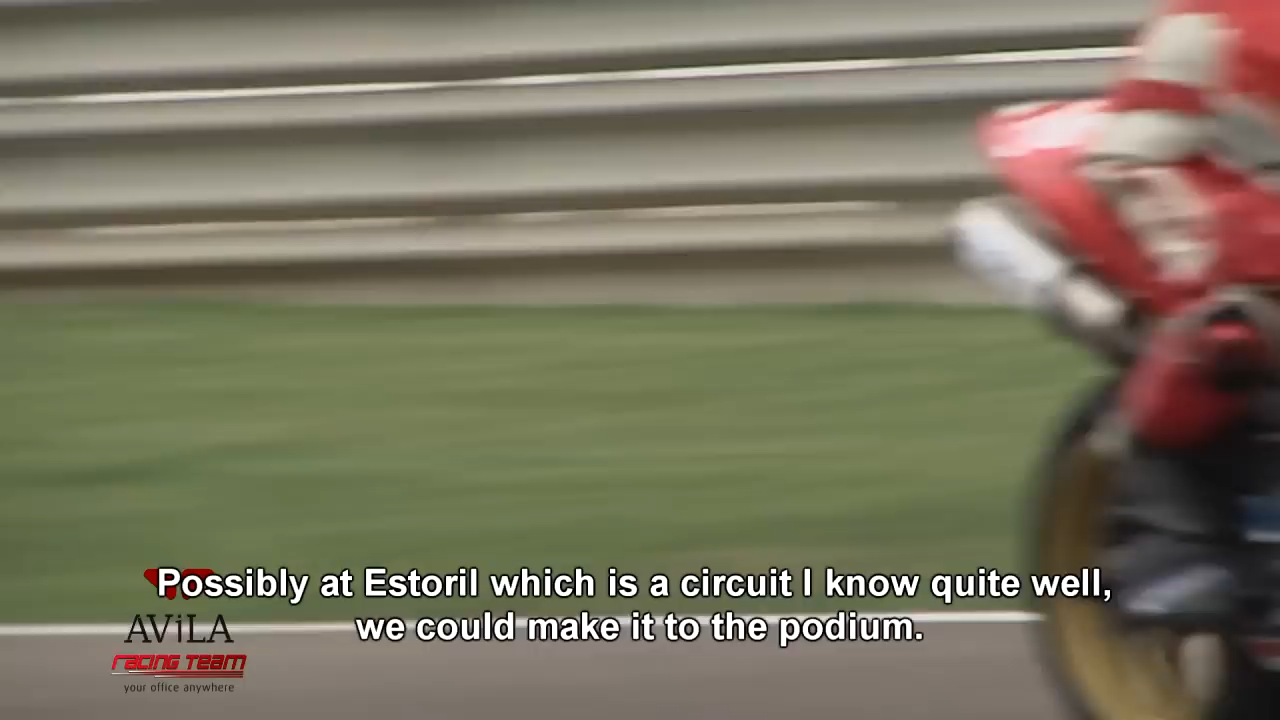 Possibly at Estoril which is a circuit I know quite well,
we could make it to the podium.
AViLA
racing team
your office anywhere